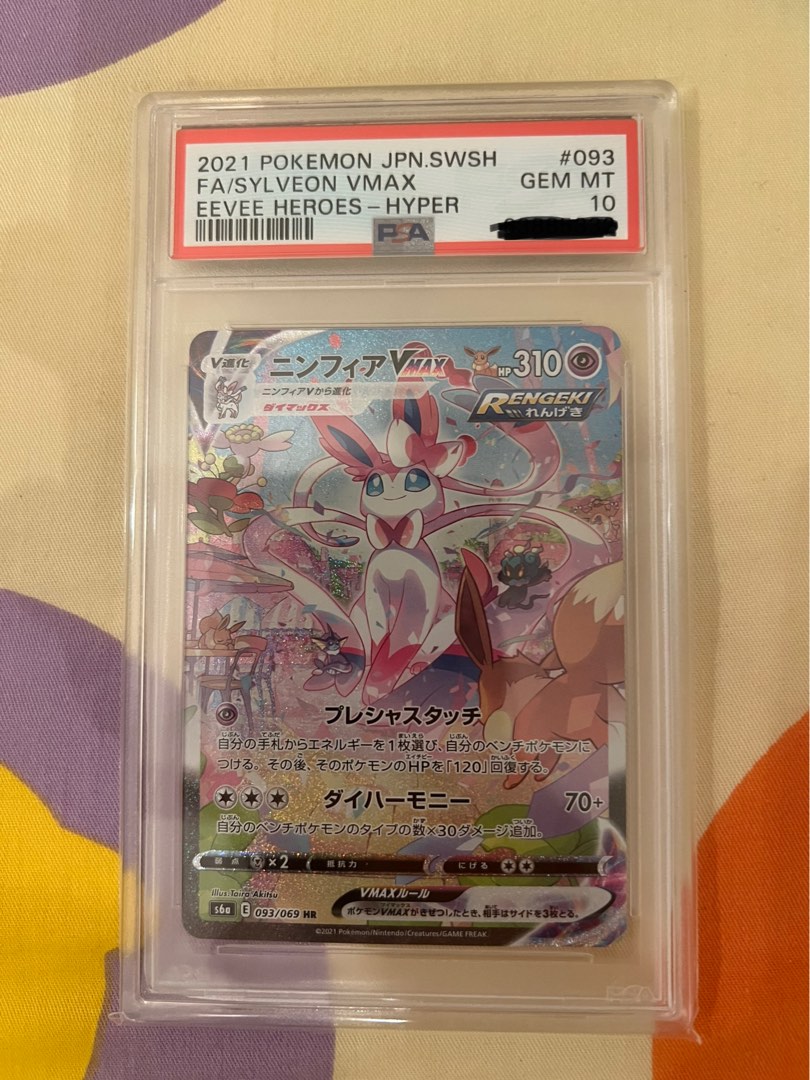 2021 POKEMON JPN.SWSH #093
FA/SYLVEON VMAX GEM MT
EEVEE HEROES–HYPER 10
PSA
V進化 ニンフィアVMAX HP310
ニンフィアVから進化
ダイマックス
RENGEKI
れんげき
プレシャスタッチ
自分の手札からエネルギーを1枚選び、自分のベンチポケモンに
つける。その後、そのポケモンのHPを「120」回復する。
ダイハーモニー 70+
自分のベンチポケモンのタイプの数×30ダメージ追加。
弱点 ×2 抵抗力 にげる
Illus. Taira Akitsu
VMAXルール
ポケモンVMAXがきぜつしたとき、相手はサイドを3枚とる。
s6a E 093/069 HR
©2021 Pokémon/Nintendo/Creatures/GAME FREAK
PSA